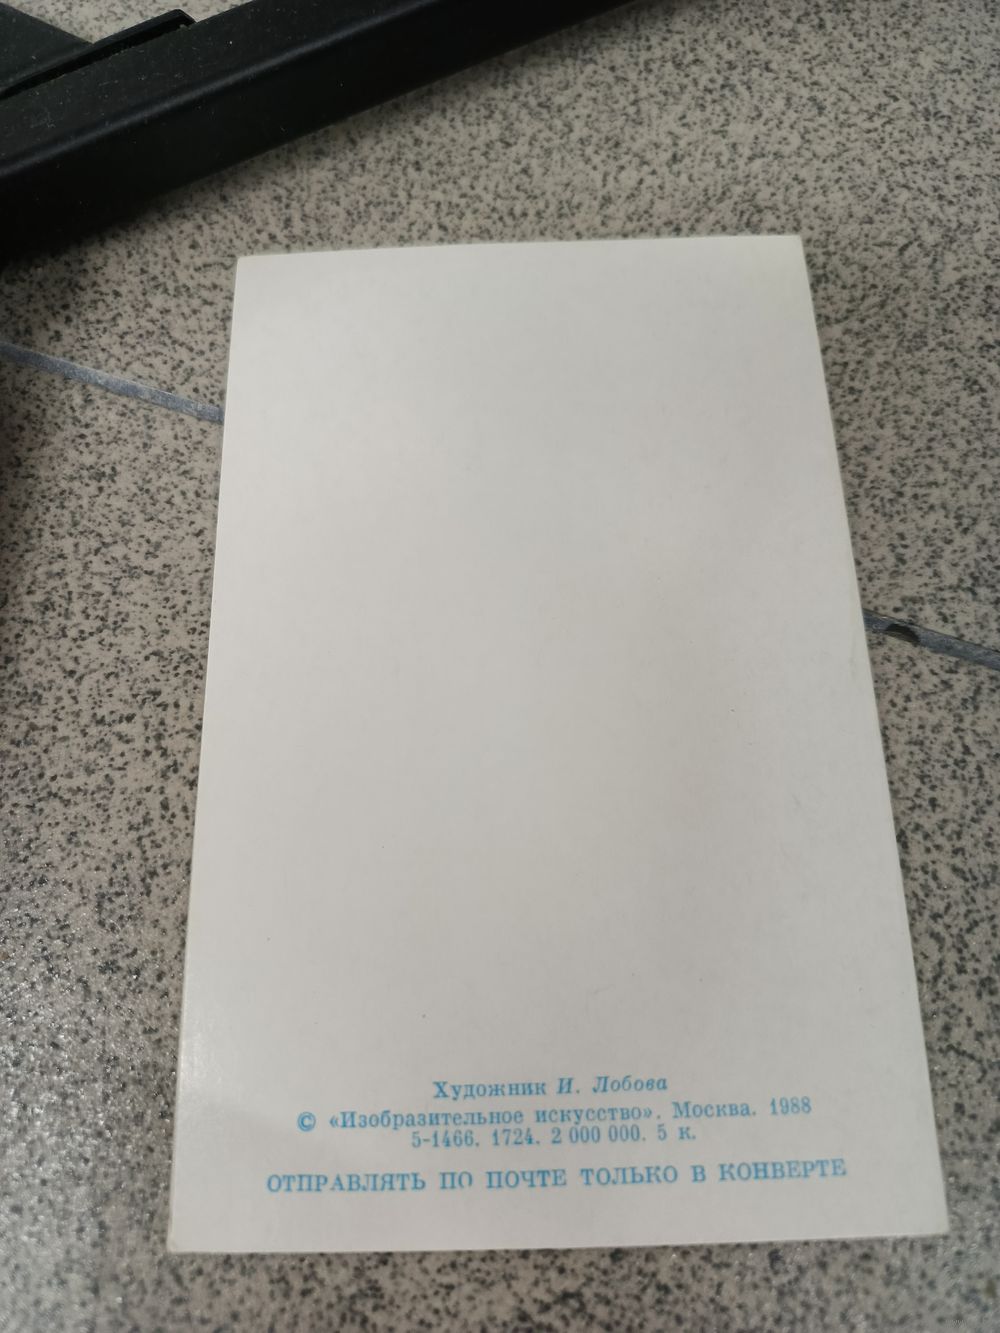 Художник И. Лобова
© «Изобразительное искусство». Москва. 1988
5-1466. 1724. 2 000 000. 5 к.
ОТПРАВЛЯТЬ ПО ПОЧТЕ ТОЛЬКО В КОНВЕРТЕ